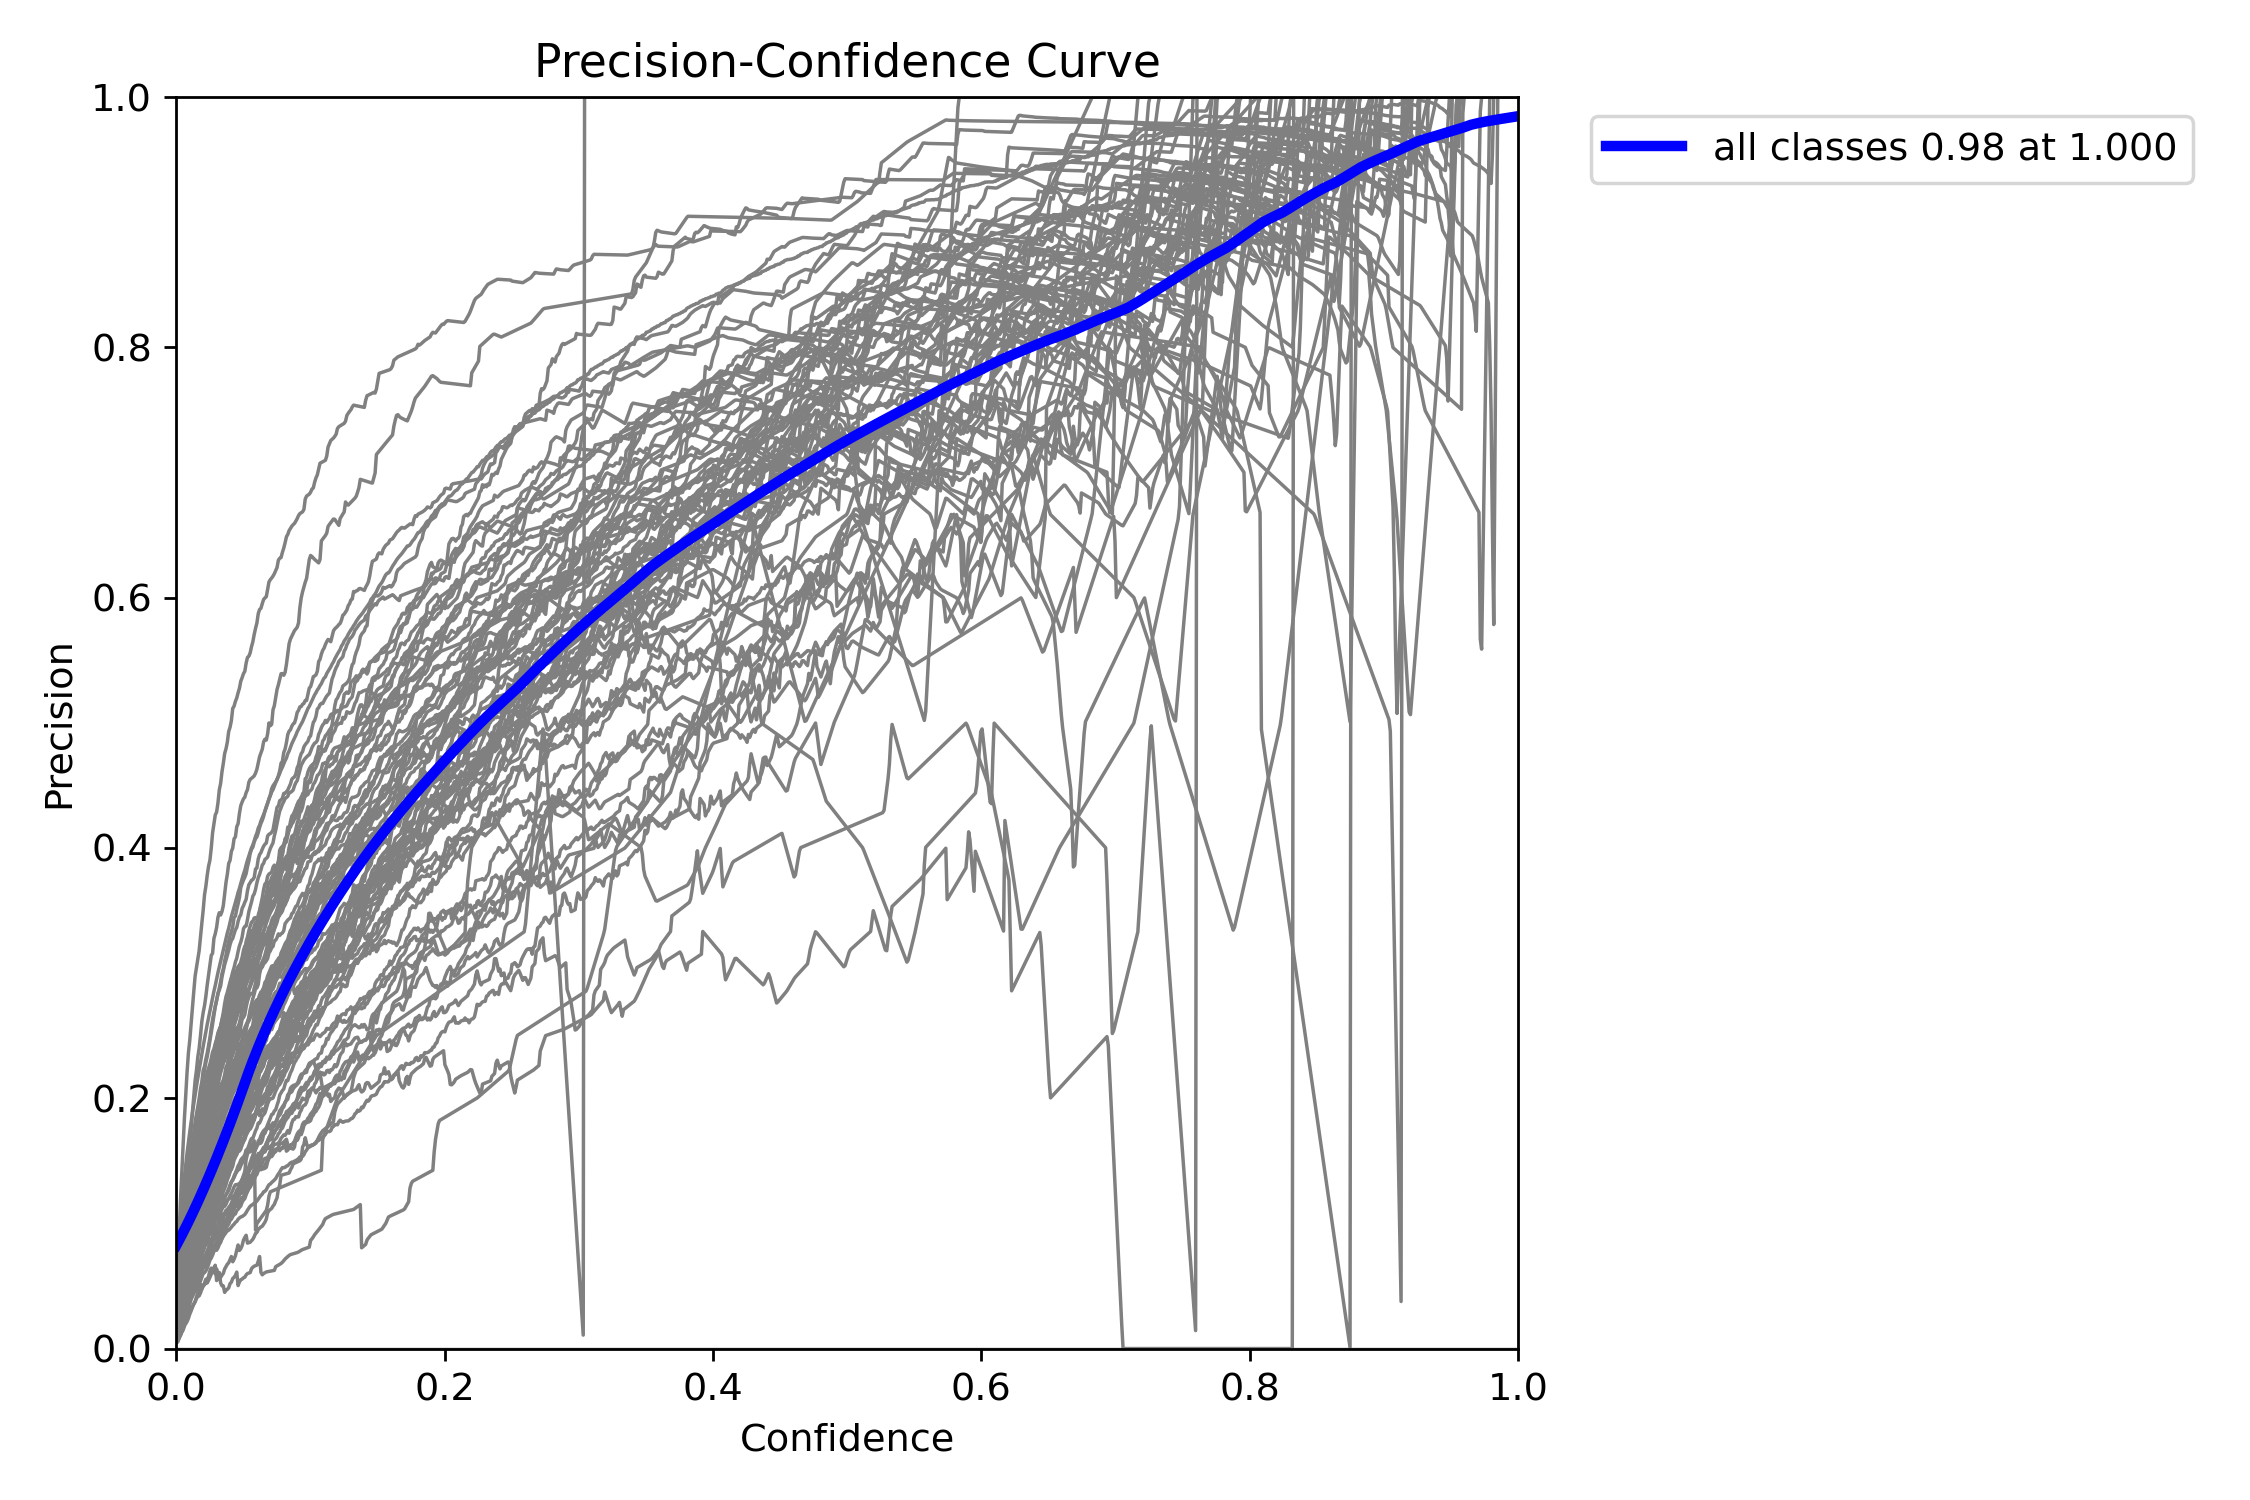 Precision-Confidence Curve
all classes 0.98 at 1.000
1.0
0.8
0.6
0.4
0.2
0.0
Precision
0.0 0.2 0.4 0.6 0.8 1.0
Confidence